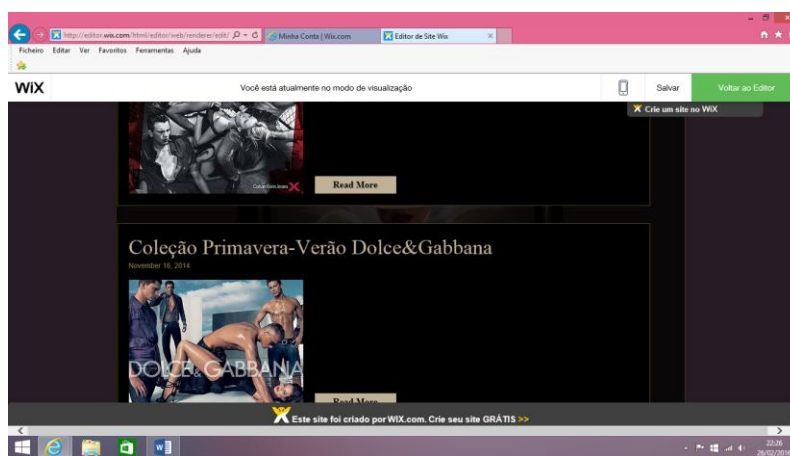 http://editor.wix.com/html/editor/web/renderer/edit/
Minha Conta | Wix.com
Editor de Site Wix
Ficheiro Editar Ver Favoritos Ferramentas Ajuda
WiX
Você está atualmente no modo de visualização
Salvar
Voltar ao Editor
Crie um site no WiX
Read More
Coleção Primavera-Verão Dolce&Gabbana
November 16, 2014
DOLCE&GABBANA
Read More
Este site foi criado por WIX.com. Crie seu site GRÁTIS >>
22:26
26/02/2016